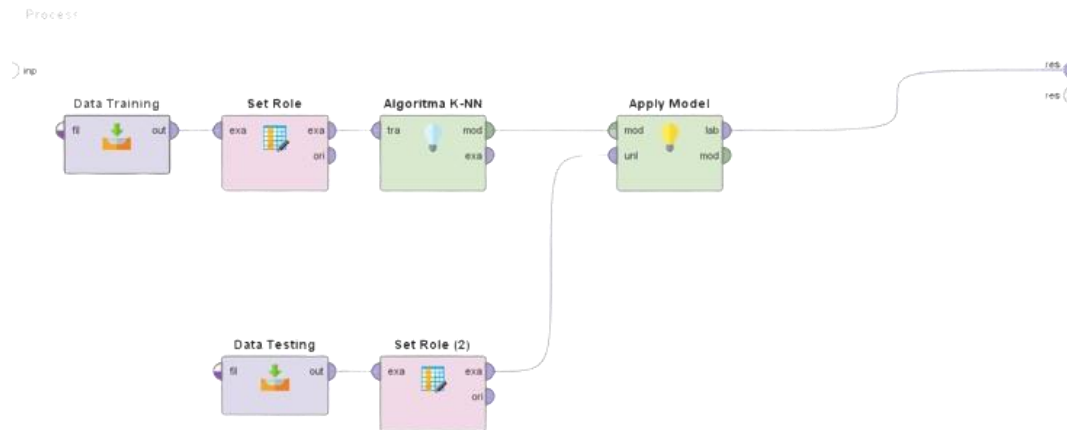 Process
inp
res
res
Data Training
fil
out
Set Role
exa
exa
ori
Algoritma K-NN
tra
mod
exa
Apply Model
mod
lab
unl
mod
Data Testing
fil
out
Set Role (2)
exa
exa
ori